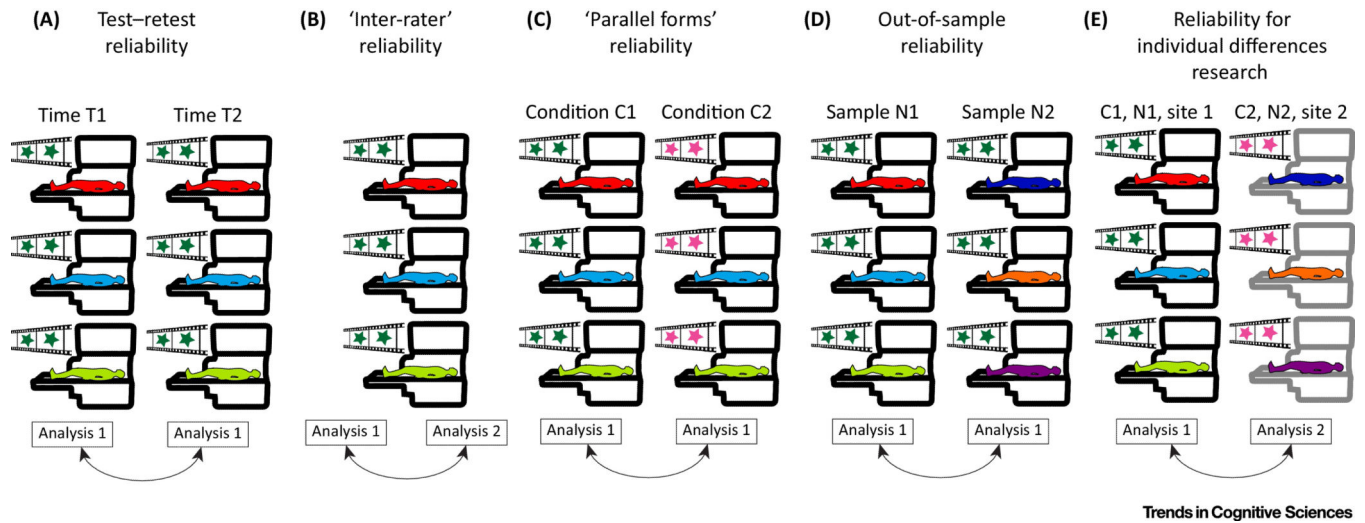 (A) Test–retest
reliability
Time T1 Time T2
Analysis 1 Analysis 1
(B) ‘Inter-rater’
reliability
Analysis 1 Analysis 2
(C) ‘Parallel forms’
reliability
Condition C1 Condition C2
Analysis 1 Analysis 1
(D) Out-of-sample
reliability
Sample N1 Sample N2
Analysis 1 Analysis 1
(E) Reliability for
individual differences
research
C1, N1, site 1 C2, N2, site 2
Analysis 1 Analysis 2
Trends in Cognitive Sciences